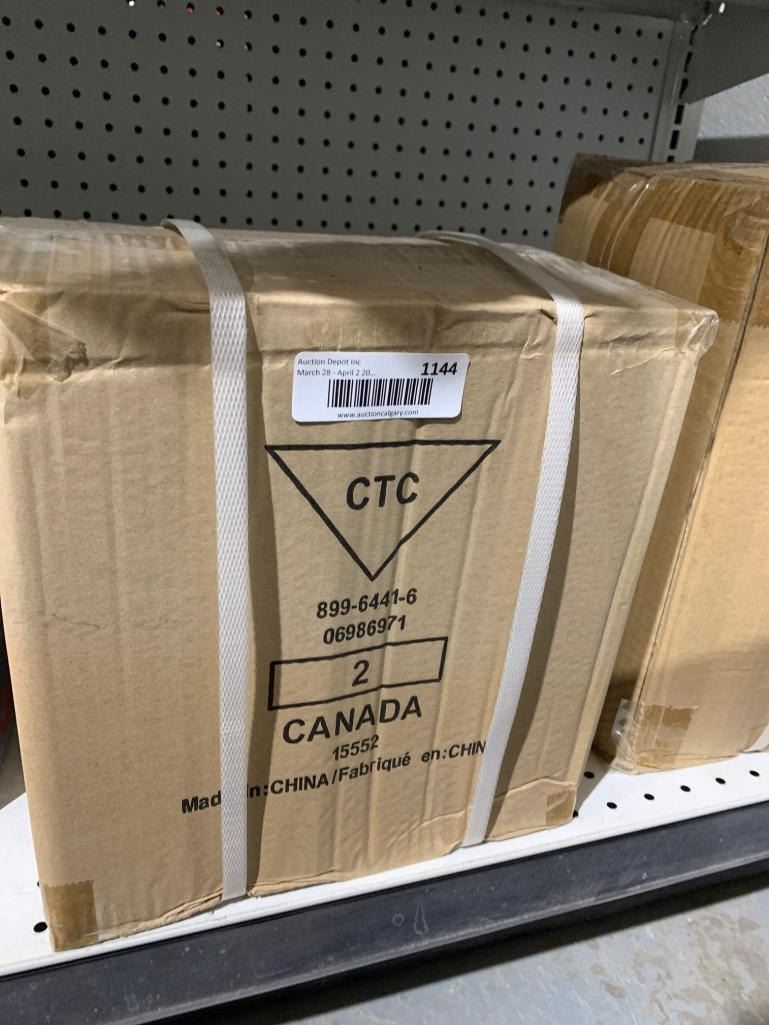 Auction Depot Inc
March 28 - April 2 20... 1144
www.auctioncalgary.com
CTC
899-6441-6
06986971
2
CANADA
15552
Mad in:CHINA/Fabriqué en:CHIN